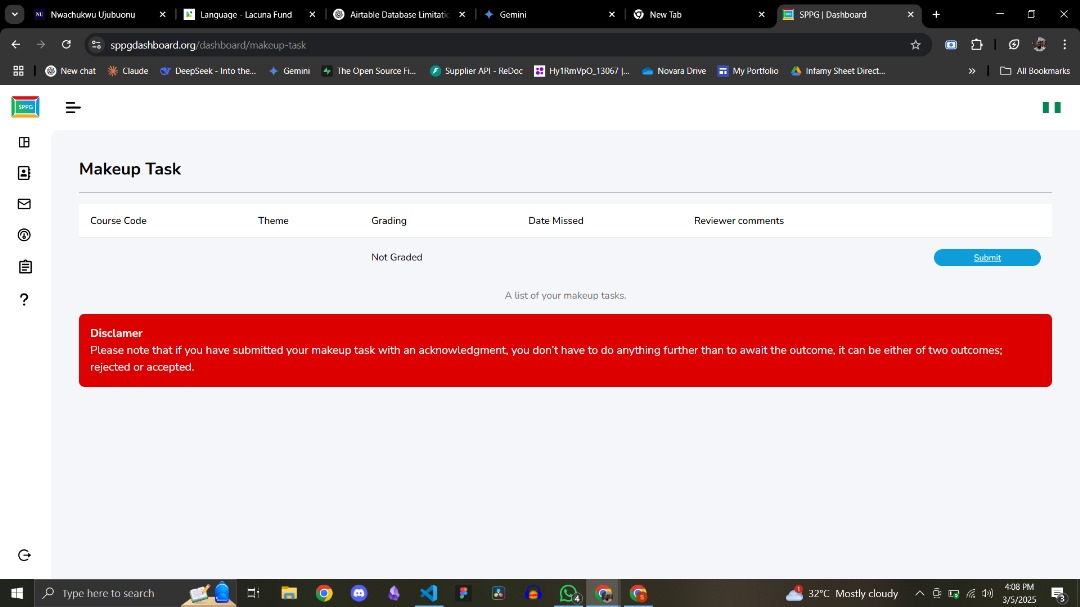 NU Nwachukwu Ujubuonu
Language - Lacuna Fund
Airtable Database Limitatic
Gemini
New Tab
SPPG | Dashboard
sppgdashboard.org/dashboard/makeup-task
New chat
Claude
DeepSeek - Into the...
Gemini
The Open Source Fi...
Supplier API - ReDoc
Hy1RmVpO_13067 |...
Novara Drive
My Portfolio
Infamy Sheet Direct...
»
All Bookmarks
SPPG
Makeup Task
Course Code Theme Grading Date Missed Reviewer comments
Not Graded Submit
A list of your makeup tasks.
Disclamer
Please note that if you have submitted your makeup task with an acknowledgment, you don't have to do anything further than to await the outcome, it can be either of two outcomes;
rejected or accepted.
?
Type here to search
4
32°C Mostly cloudy
4:08 PM
3/5/2025
3